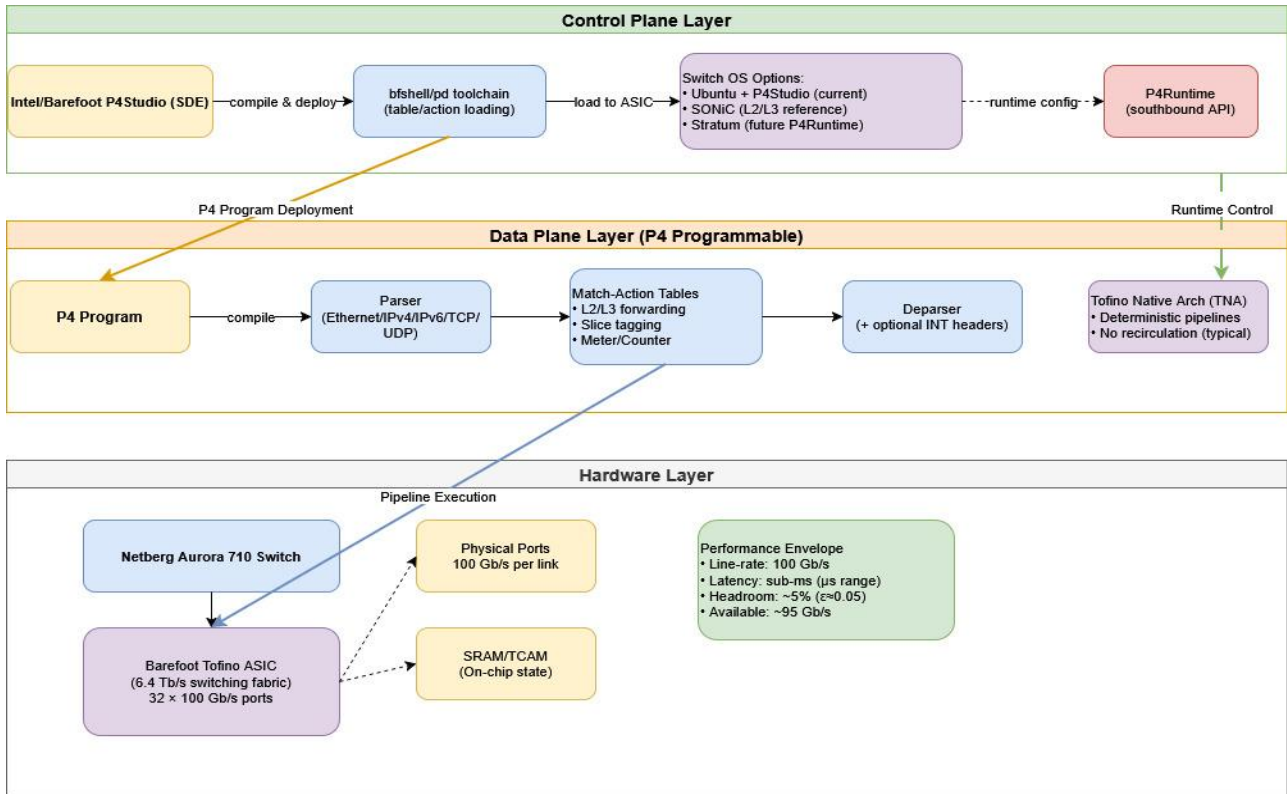 Control Plane Layer
Intel/Barefoot P4Studio (SDE)
compile & deploy
bfshell/pd toolchain
(table/action loading)
load to ASIC
Switch OS Options:
• Ubuntu + P4Studio (current)
• SONiC (L2/L3 reference)
• Stratum (future P4Runtime)
runtime config
P4Runtime
(southbound API)
P4 Program Deployment
Runtime Control
Data Plane Layer (P4 Programmable)
P4 Program
compile
Parser
(Ethernet/IPv4/IPv6/TCP/
UDP)
Match-Action Tables
• L2/L3 forwarding
• Slice tagging
• Meter/Counter
Deparser
(+ optional INT headers)
Tofino Native Arch (TNA)
• Deterministic pipelines
• No recirculation (typical)
Hardware Layer
Pipeline Execution
Netberg Aurora 710 Switch
Physical Ports
100 Gb/s per link
Performance Envelope
• Line-rate: 100 Gb/s
• Latency: sub-ms (µs range)
• Headroom: ~5% (ε≈0.05)
• Available: ~95 Gb/s
Barefoot Tofino ASIC
(6.4 Tb/s switching fabric)
32 × 100 Gb/s ports
SRAM/TCAM
(On-chip state)